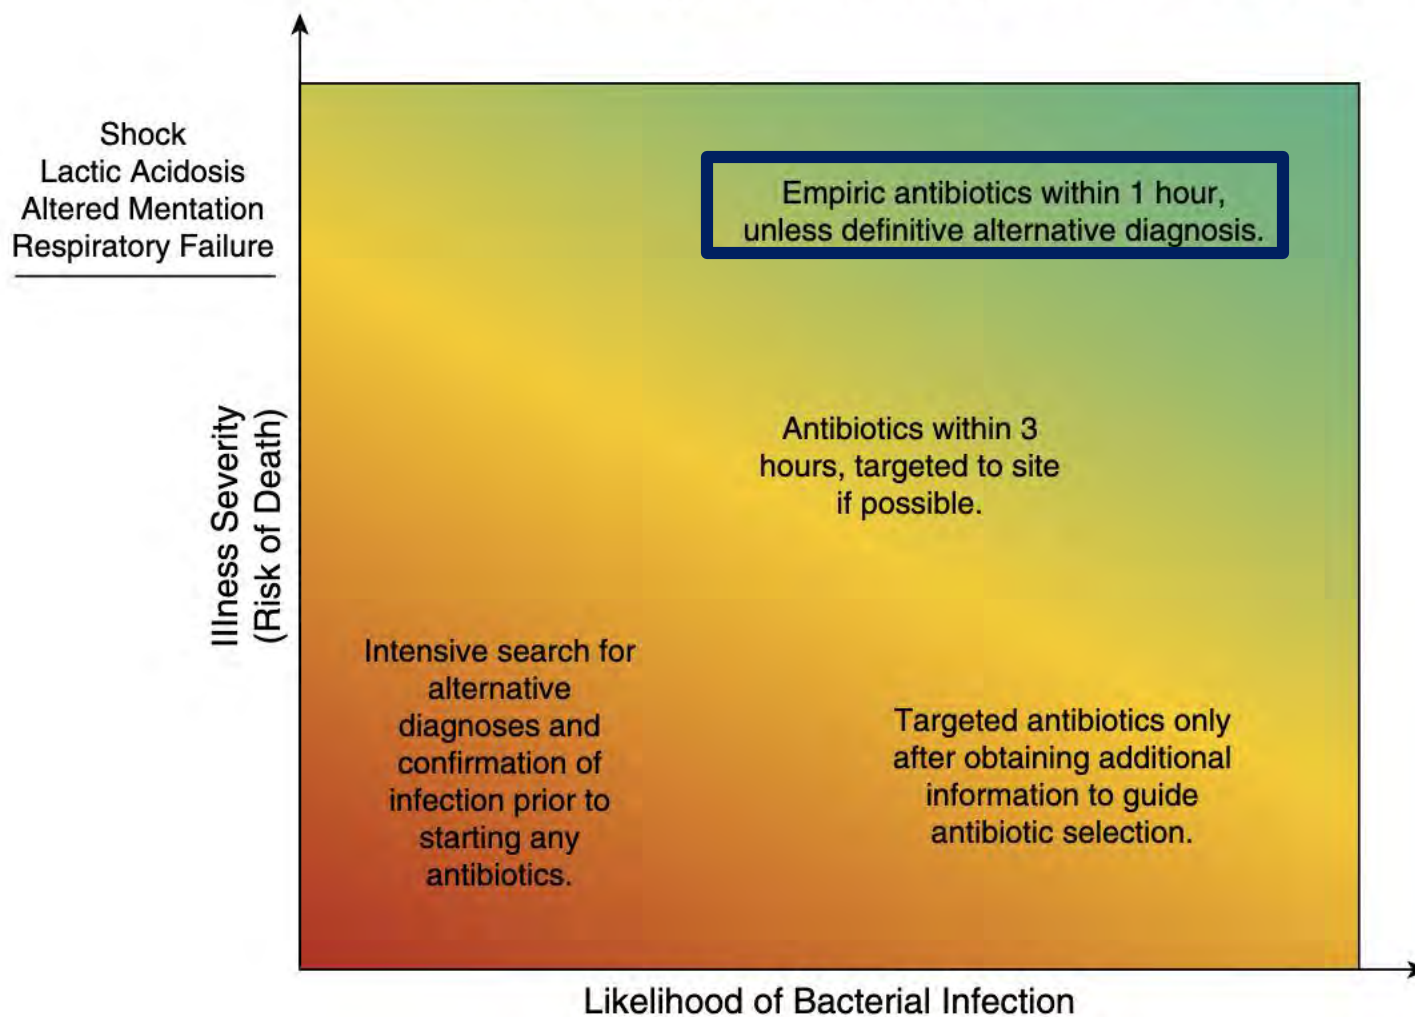 Shock
Lactic Acidosis
Altered Mentation
Respiratory Failure
Illness Severity
(Risk of Death)
Empiric antibiotics within 1 hour,
unless definitive alternative diagnosis.
Antibiotics within 3
hours, targeted to site
if possible.
Intensive search for
alternative
diagnoses and
confirmation of
infection prior to
starting any
antibiotics.
Targeted antibiotics only
after obtaining additional
information to guide
antibiotic selection.
Likelihood of Bacterial Infection